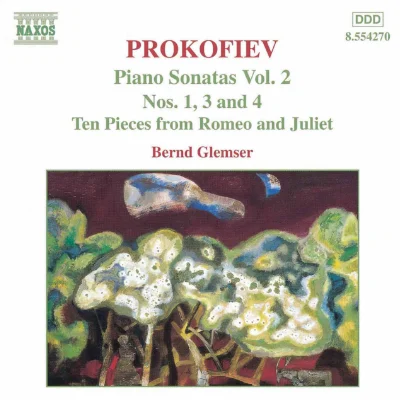 NAXOS
DDD
8.554270
PROKOFIEV
Piano Sonatas Vol. 2
Nos. 1, 3 and 4
Ten Pieces from Romeo and Juliet
Bernd Glemser